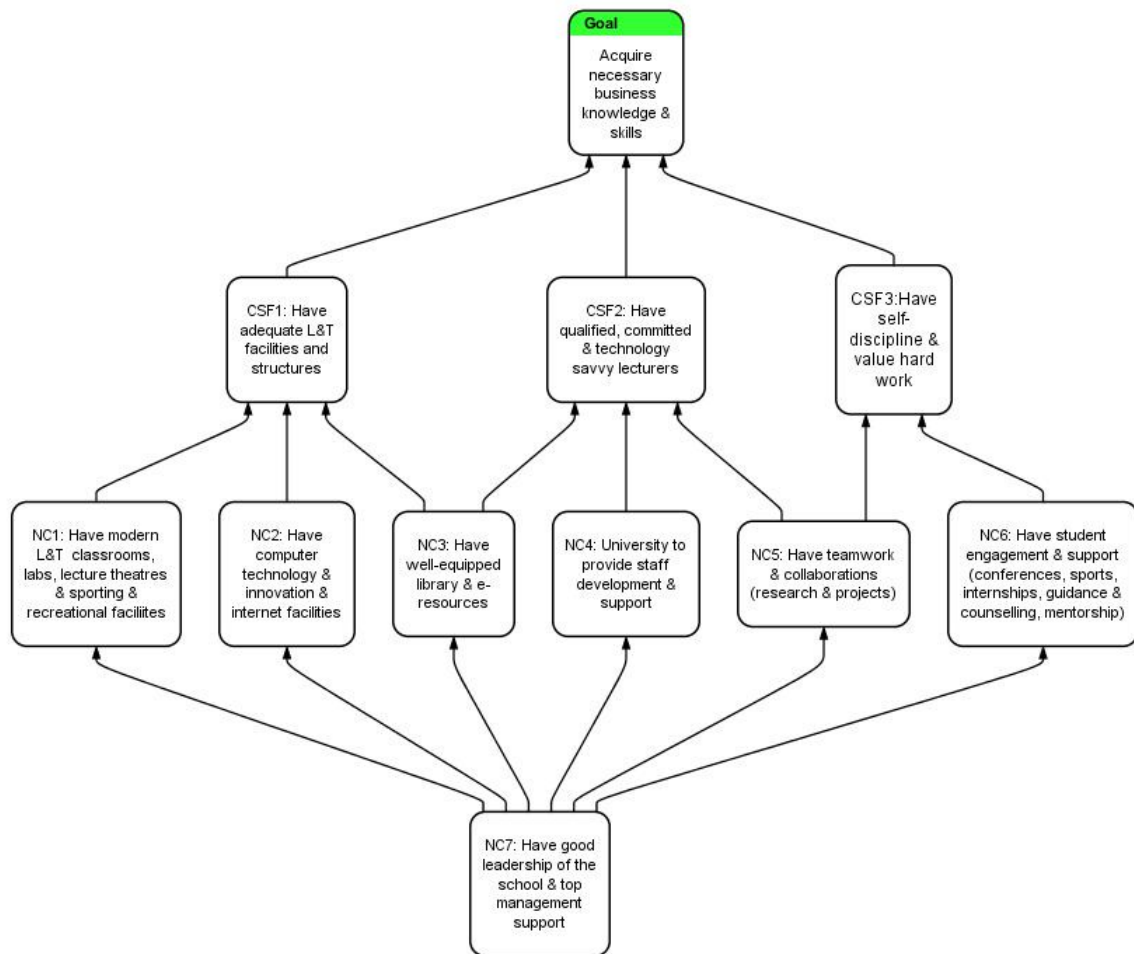 Goal
Acquire
necessary
business
knowledge &
skills
CSF1: Have
adequate L&T
facilities and
structures
CSF2: Have
qualified, committed
& technology
savvy lecturers
CSF3:Have
self-
discipline &
value hard
work
NC1: Have modern
L&T classrooms,
labs, lecture theatres
& sporting &
recreational faciliites
NC2: Have
computer
technology &
innovation &
internet facilities
NC3: Have
well-equipped
library & e-
resources
NC4: University to
provide staff
development &
support
NC5: Have teamwork
& collaborations
(research & projects)
NC6: Have student
engagement & support
(conferences, sports,
internships, guidance &
counselling, mentorship)
NC7: Have good
leadership of the
school & top
management
support